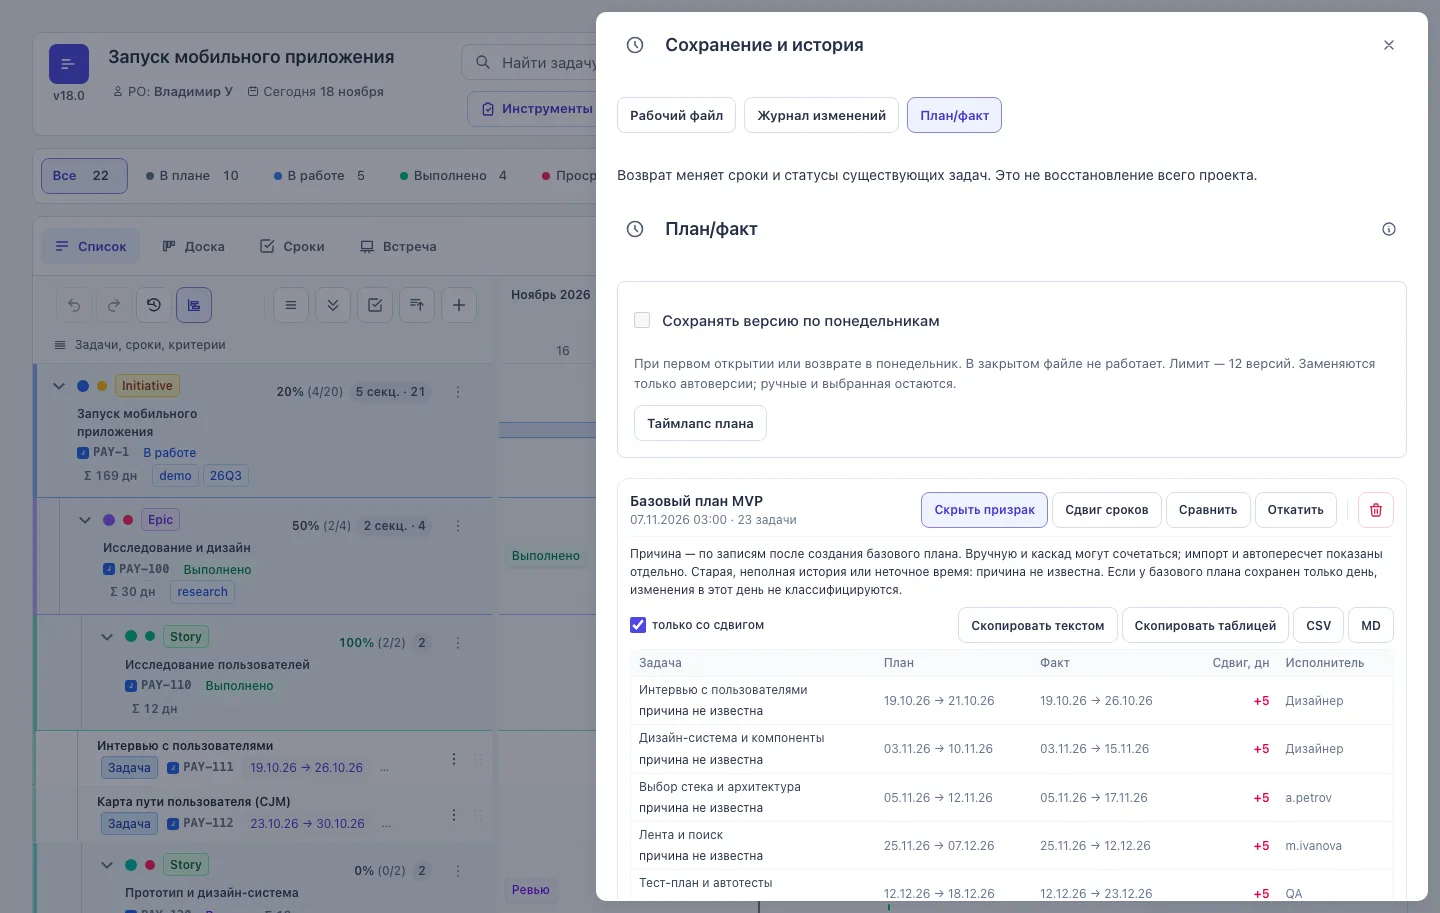 Запуск мобильного приложения
v18.0
PO: Владимир У
Сегодня 18 ноября
Найти задачу
Инструменты
Все 22
В плане 10
В работе 5
Выполнено 4
Список
Доска
Сроки
Встреча
Ноябрь 2026
16
Задачи, сроки, критерии
Initiative
20% (4/20)
5 секц. · 21
Запуск мобильного
приложения
PAY-1 В работе
Σ 169 дн demo 26Q3
Epic
50% (2/4)
2 секц. · 4
Исследование и дизайн
PAY-100 Выполнено
Σ 30 дн research
Выполнено
Story
100% (2/2) 2
Исследование пользователей
PAY-110 Выполнено
Σ 12 дн
Интервью с пользователями
Задача PAY-111 19.10.26 → 26.10.26 ...
Карта пути пользователя (CJM)
Задача PAY-112 23.10.26 → 30.10.26 ...
Story
0% (0/2) 2
Прототип и дизайн-система
Ревью
Сохранение и история
Рабочий файл
Журнал изменений
План/факт
Возврат меняет сроки и статусы существующих задач. Это не восстановление всего проекта.
План/факт
Сохранять версию по понедельникам
При первом открытии или возврате в понедельник. В закрытом файле не работает. Лимит — 12 версий. Заменяются
только автоверсии; ручные и выбранная остаются.
Таймлапс плана
Базовый план MVP
07.11.2026 03:00 · 23 задачи
Скрыть призрак
Сдвиг сроков
Сравнить
Откатить
Причина — по записям после создания базового плана. Вручную и каскад могут сочетаться; импорт и автопересчет показаны
отдельно. Старая, неполная история или неточное время: причина не известна. Если у базового плана сохранен только день,
изменения в этот день не классифицируются.
только со сдвигом
Скопировать текстом
Скопировать таблицей
CSV
MD
Задача План Факт Сдвиг, дн Исполнитель
Интервью с пользователями
причина не известна
19.10.26 → 21.10.26 19.10.26 → 26.10.26 +5 Дизайнер
Дизайн-система и компоненты
причина не известна
03.11.26 → 10.11.26 03.11.26 → 15.11.26 +5 Дизайнер
Выбор стека и архитектура
причина не известна
05.11.26 → 12.11.26 05.11.26 → 17.11.26 +5 a.petrov
Лента и поиск
причина не известна
25.11.26 → 07.12.26 25.11.26 → 12.12.26 +5 m.ivanova
Тест-план и автотесты
12.12.26 → 18.12.26 12.12.26 → 23.12.26 +5 QA